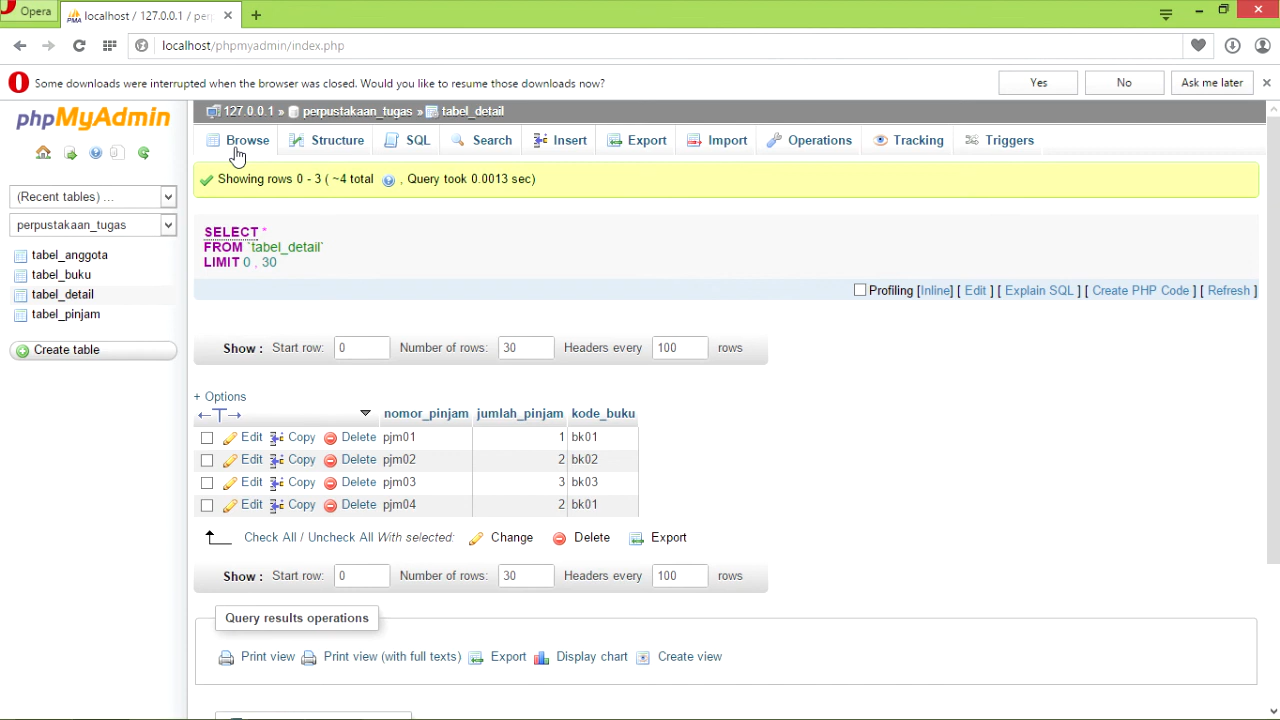 Opera
localhost / 127.0.0.1 / per
localhost/phpmyadmin/index.php
Some downloads were interrupted when the browser was closed. Would you like to resume those downloads now?
Yes
No
Ask me later
phpMyAdmin
127.0.0.1 » perpustakaan_tugas » tabel_detail
Browse Structure SQL Search Insert Export Import Operations Tracking Triggers
(Recent tables) ...
perpustakaan_tugas
tabel_anggota
tabel_buku
tabel_detail
tabel_pinjam
Create table
Showing rows 0 - 3 ( ~4 total , Query took 0.0013 sec)
SELECT *
FROM `tabel_detail`
LIMIT 0 , 30
Profiling [Inline] [ Edit ] [ Explain SQL ] [ Create PHP Code ] [ Refresh ]
Show : Start row: 0 Number of rows: 30 Headers every 100 rows
+ Options
←T→ nomor_pinjam jumlah_pinjam kode_buku
Edit Copy Delete pjm01 1 bk01
Edit Copy Delete pjm02 2 bk02
Edit Copy Delete pjm03 3 bk03
Edit Copy Delete pjm04 2 bk01
Check All / Uncheck All With selected: Change Delete Export
Show : Start row: 0 Number of rows: 30 Headers every 100 rows
Query results operations
Print view Print view (with full texts) Export Display chart Create view